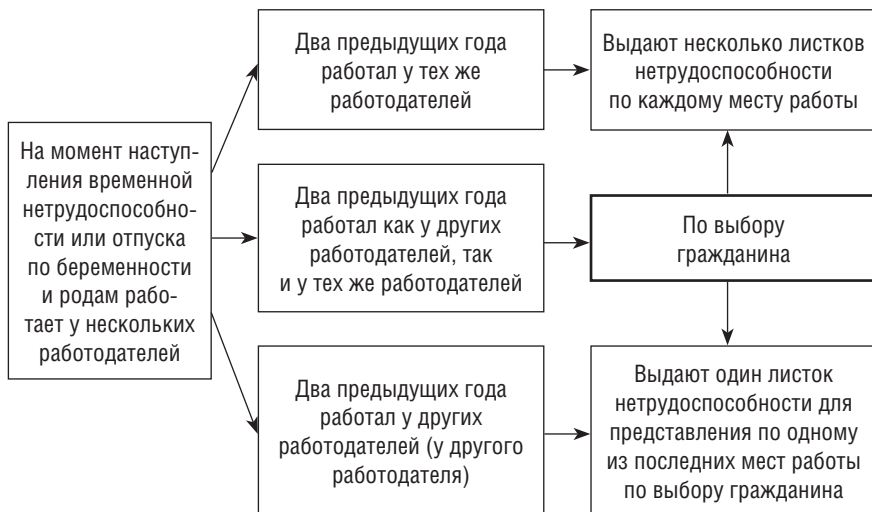 На момент наступ-
ления временной
нетрудоспособно-
сти или отпуска
по беременности
и родам рабо-
тает у нескольких
работодателей
Два предыдущих года
работал у тех же
работодателей
Выдают несколько листков
нетрудоспособности
по каждому месту работы
Два предыдущих года
работал как у других
работодателей, так
и у тех же работодателей
По выбору
гражданина
Два предыдущих года
работал у других
работодателей (у другого
работодателя)
Выдают один листок
нетрудоспособности для
представления по одному
из последних мест работы
по выбору гражданина